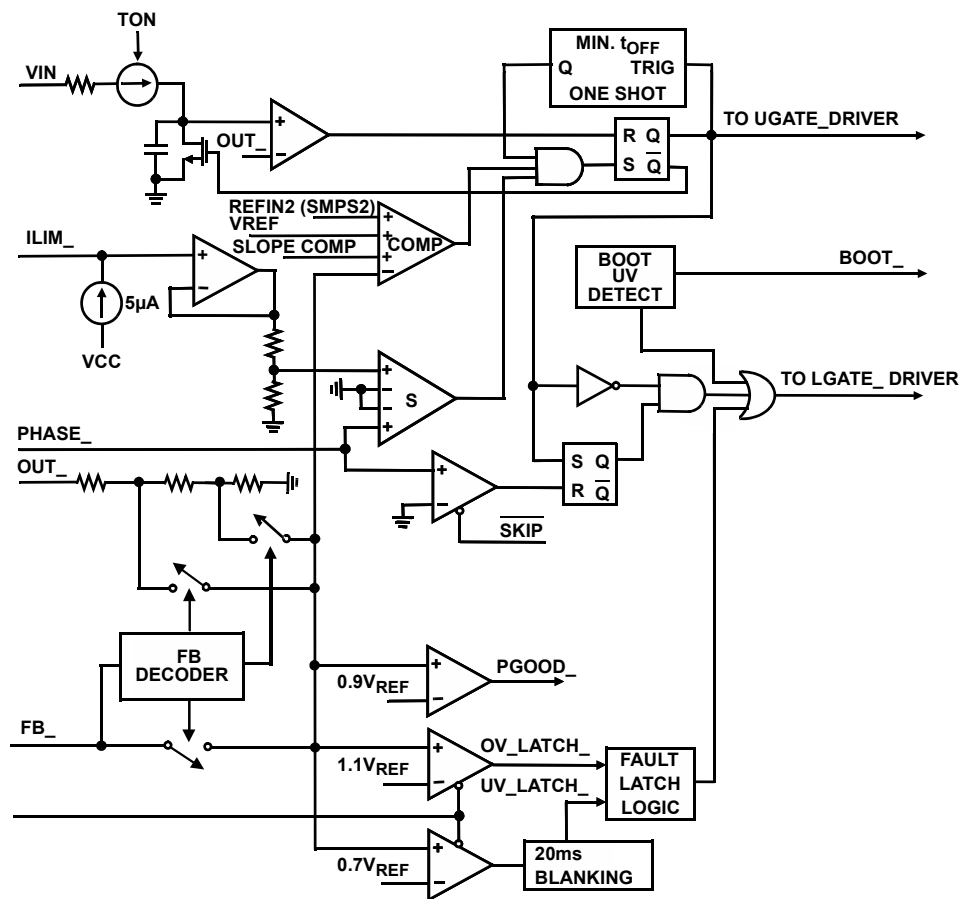 TON
VIN
MIN. tOFF
Q TRIG
ONE SHOT
+
OUT_
−
R Q
S Q
TO UGATE_DRIVER
REFIN2 (SMPS2)
VREF
SLOPE COMP
+
+
+
−
COMP
ILIM_
+
−
5µA
VCC
BOOT
UV
DETECT
BOOT_
+
−
−
+
S
TO LGATE_ DRIVER
PHASE_
OUT_
+
−
SKIP
S Q
R Q
FB
DECODER
FB_
+
0.9VREF
−
PGOOD_
+
1.1VREF
−
OV_LATCH_
UV_LATCH_
FAULT
LATCH
LOGIC
+
0.7VREF
−
20ms
BLANKING